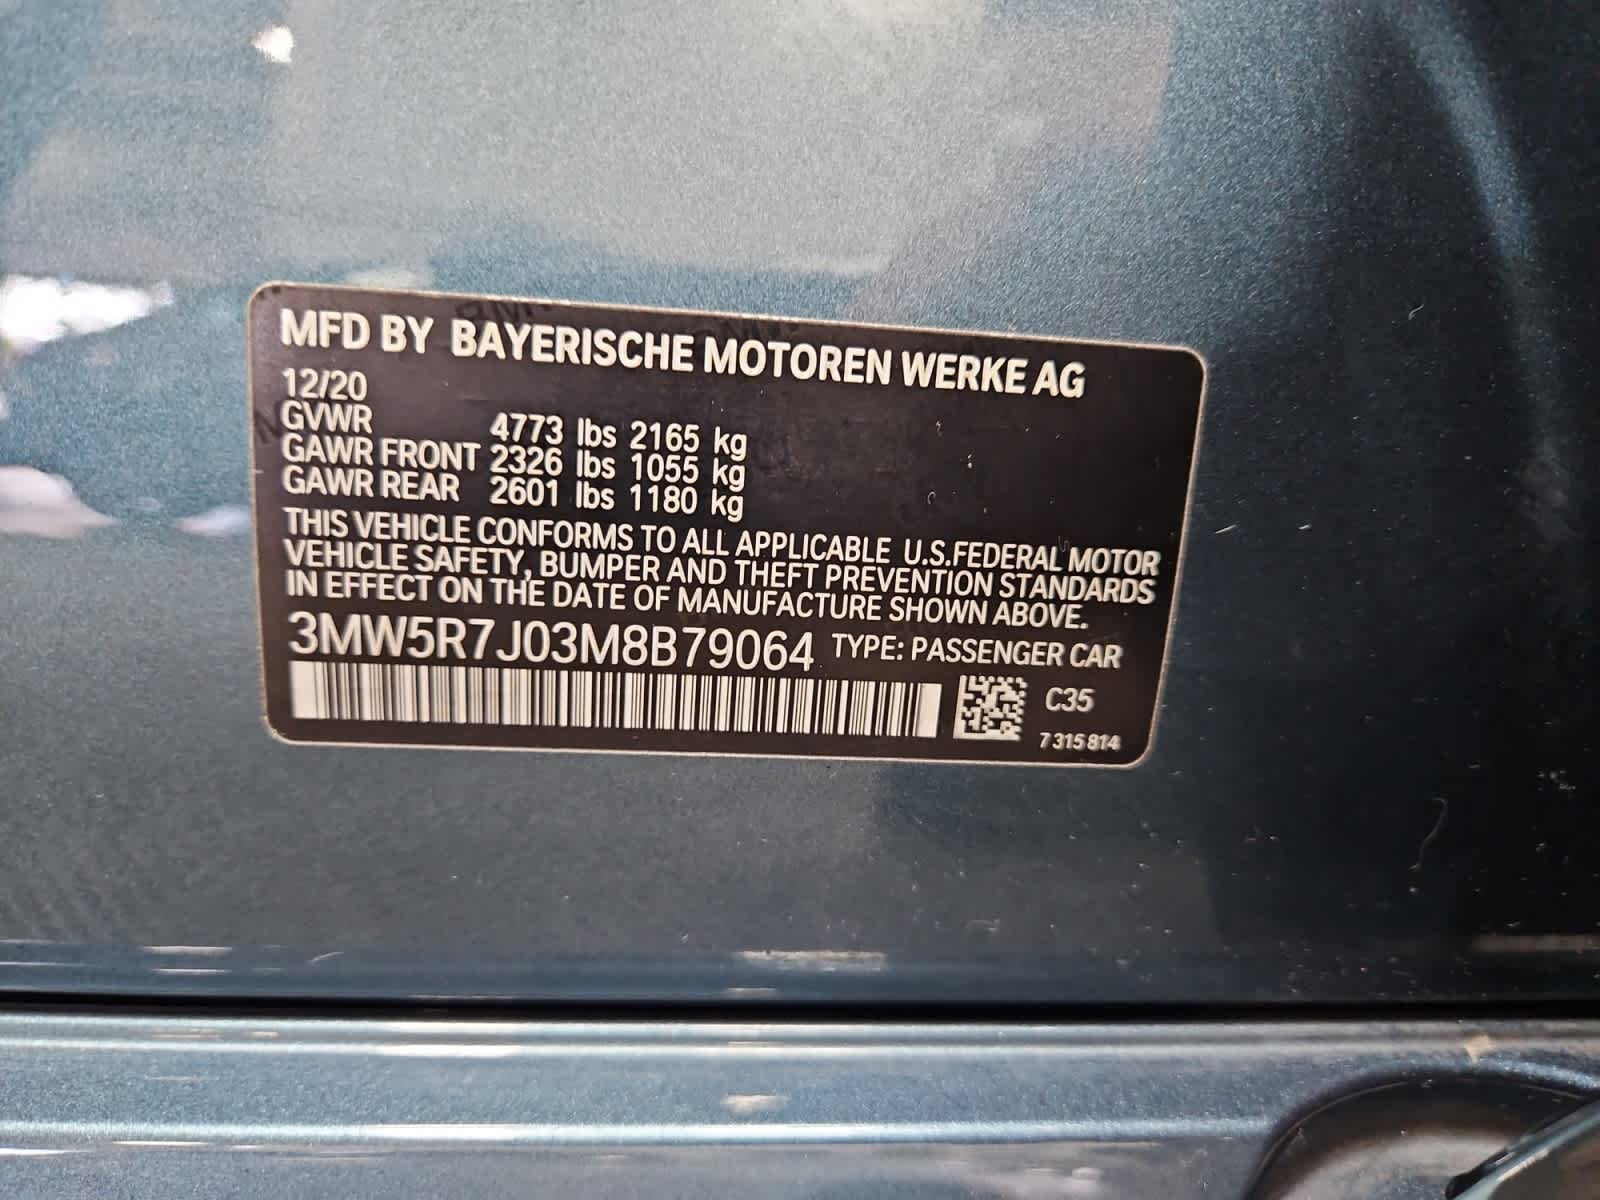 MFD BY BAYERISCHE MOTOREN WERKE AG
12/20
GVWR 4773 lbs 2165 kg
GAWR FRONT 2326 lbs 1055 kg
GAWR REAR 2601 lbs 1180 kg
THIS VEHICLE CONFORMS TO ALL APPLICABLE U.S.FEDERAL MOTOR
VEHICLE SAFETY, BUMPER AND THEFT PREVENTION STANDARDS
IN EFFECT ON THE DATE OF MANUFACTURE SHOWN ABOVE.
3MW5R7J03M8B79064 TYPE: PASSENGER CAR
C35
7 315 814